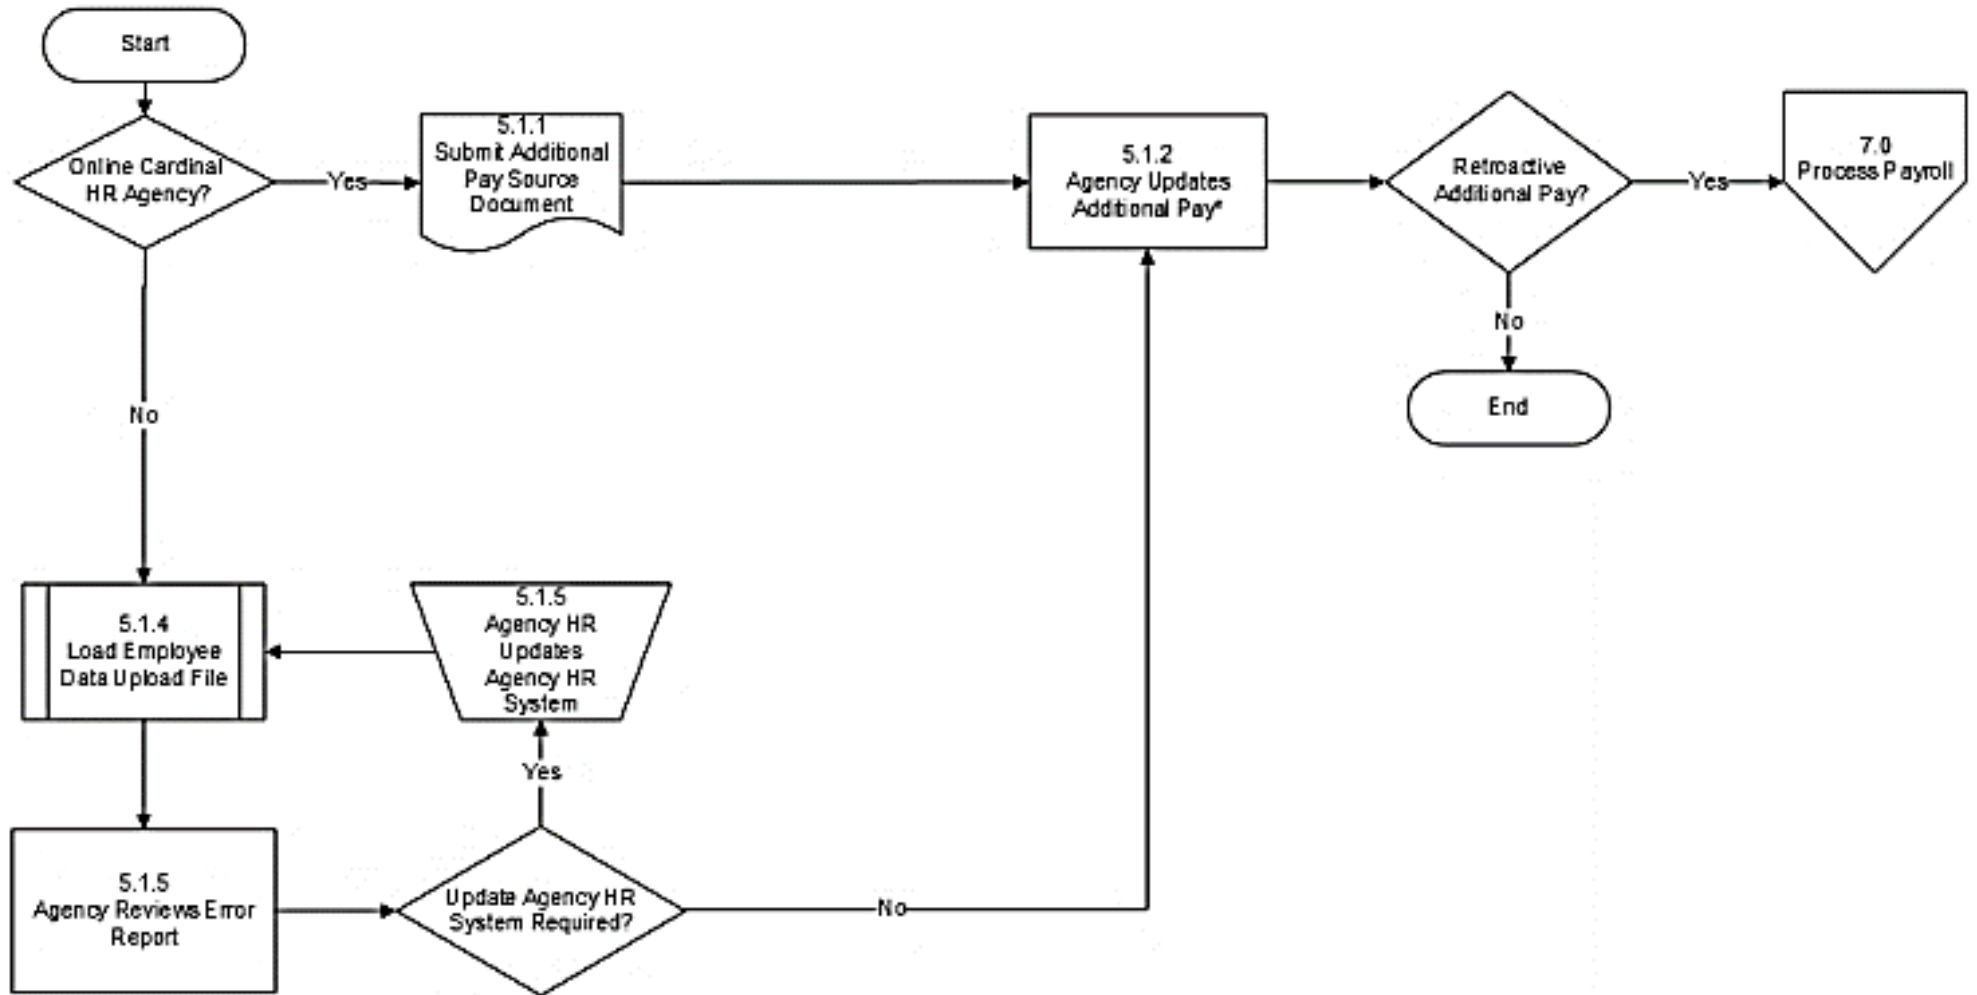 Start
Online Cardinal
HR Agency?
Yes
5.1.1
Submit Additional
Pay Source
Document
5.1.2
Agency Updates
Additional Pay*
Retroactive
Additional Pay?
Yes
7.0
Process Payroll
No
End
No
5.1.4
Load Employee
Data Upload File
5.1.5
Agency HR
Updates
Agency HR
System
Yes
5.1.5
Agency Reviews Error
Report
Update Agency HR
System Required?
No